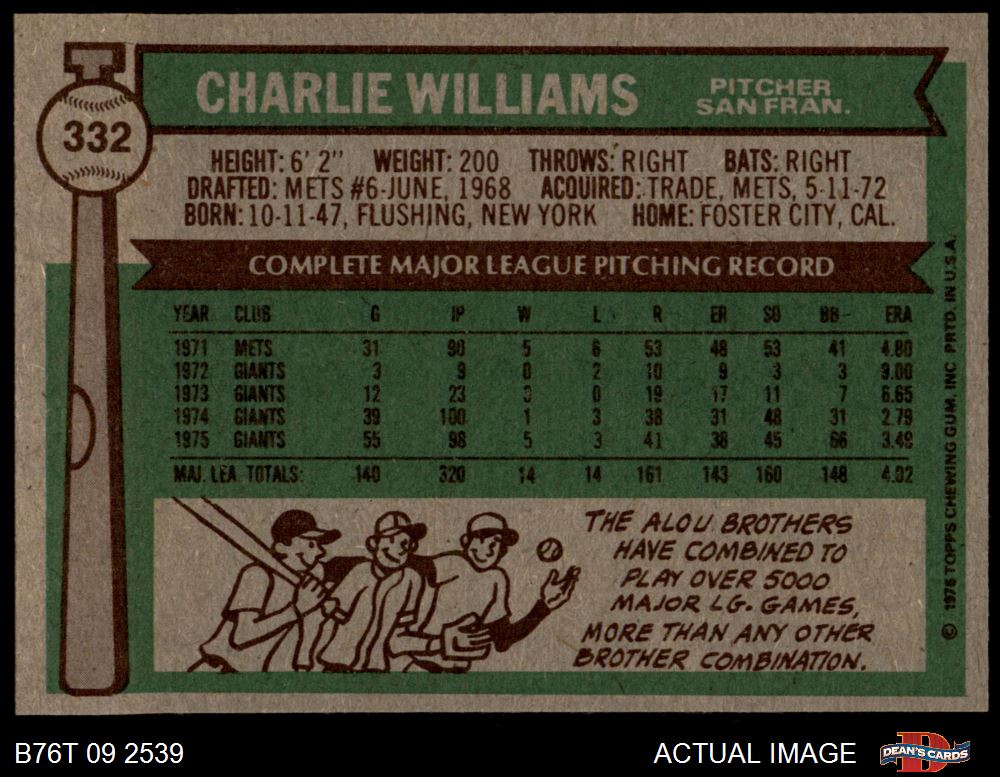 CHARLIE WILLIAMS
PITCHER
SAN FRAN.
332
HEIGHT: 6' 2" WEIGHT: 200 THROWS: RIGHT BATS: RIGHT
DRAFTED: METS #6-JUNE, 1968 ACQUIRED: TRADE, METS, 5-11-72
BORN: 10-11-47, FLUSHING, NEW YORK HOME: FOSTER CITY, CAL.
COMPLETE MAJOR LEAGUE PITCHING RECORD
YEAR CLUB G IP W L R ER SO BB ERA
1971 METS 31 90 5 6 53 48 53 41 4.80
1972 GIANTS 3 9 0 2 10 9 3 3 9.00
1973 GIANTS 12 23 3 0 19 17 11 7 6.65
1974 GIANTS 39 100 1 3 38 31 48 31 2.79
1975 GIANTS 55 98 5 3 41 38 45 66 3.49
MAJ. LEA. TOTALS: 140 320 14 14 161 143 160 148 4.02
THE ALOU BROTHERS
HAVE COMBINED TO
PLAY OVER 5000
MAJOR LG. GAMES,
MORE THAN ANY OTHER
BROTHER COMBINATION.
© 1976 TOPPS CHEWING GUM, INC PRTD. IN U.S.A.
B76T 09 2539
ACTUAL IMAGE
D
DEAN'S CARDS